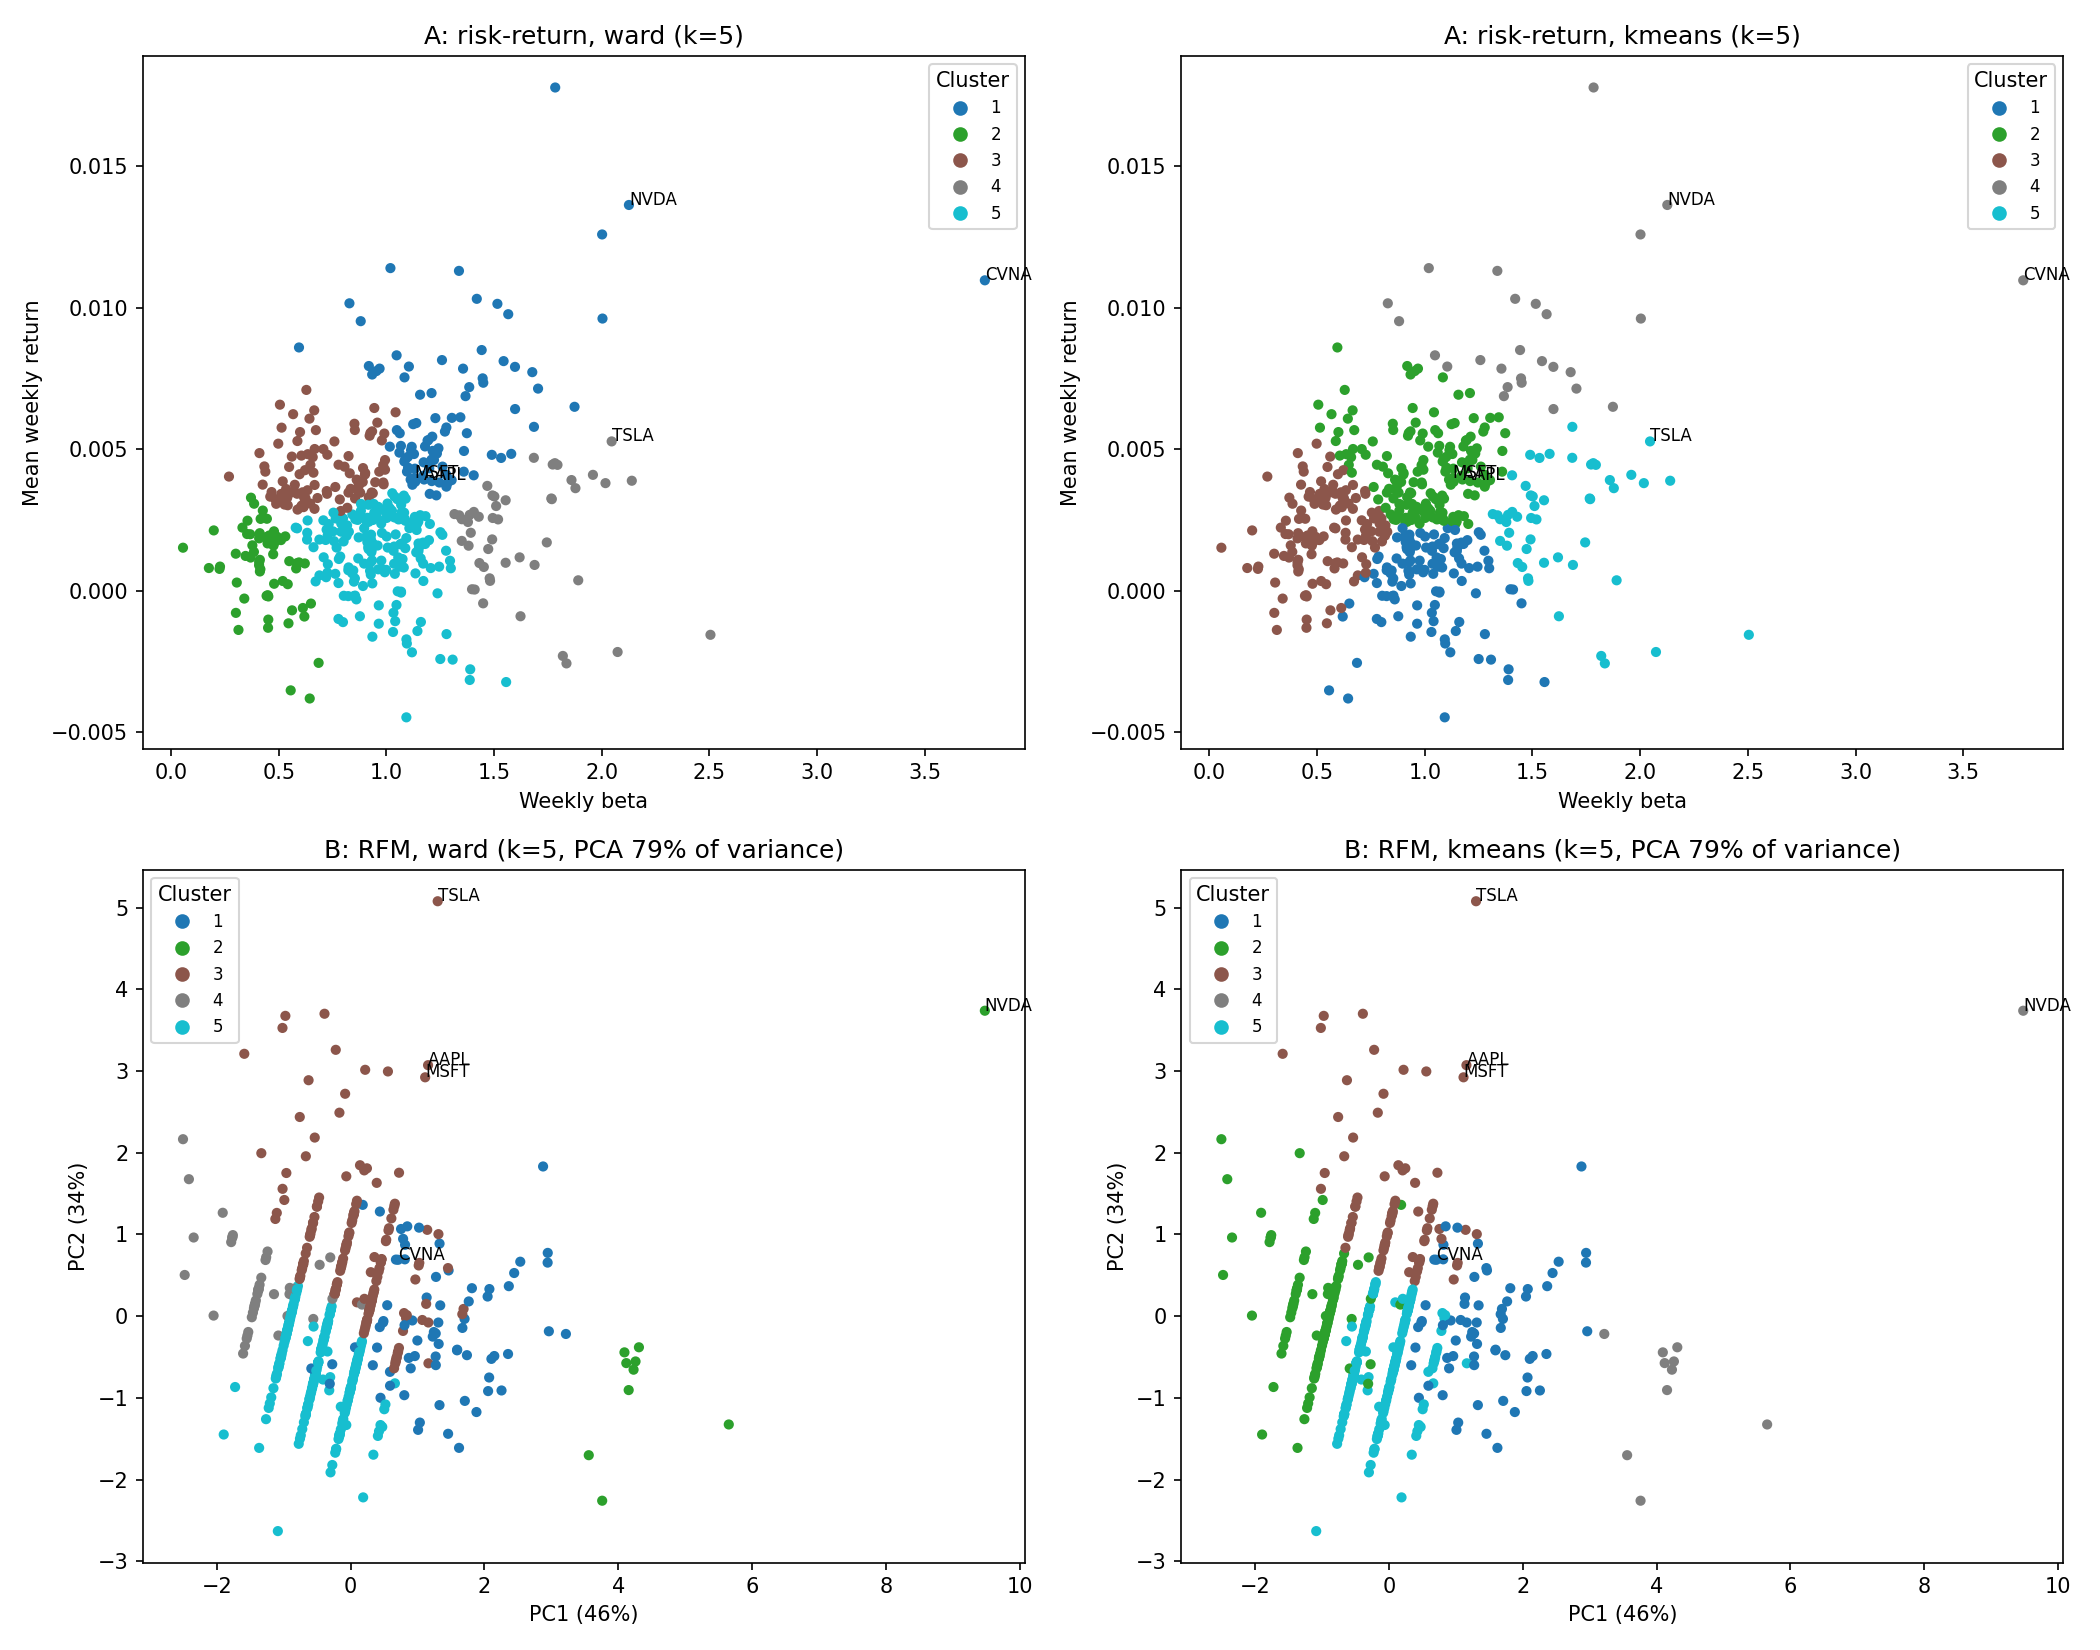 A: risk-return, ward (k=5)
Cluster
1
2
3
4
5
0.015
0.010
0.005
0.000
−0.005
Mean weekly return
NVDA
CVNA
TSLA
MSFT
AAPL
0.0 0.5 1.0 1.5 2.0 2.5 3.0 3.5
Weekly beta
A: risk-return, kmeans (k=5)
Cluster
1
2
3
4
5
0.015
0.010
0.005
0.000
−0.005
Mean weekly return
NVDA
CVNA
TSLA
MSFT
AAPL
0.0 0.5 1.0 1.5 2.0 2.5 3.0 3.5
Weekly beta
B: RFM, ward (k=5, PCA 79% of variance)
Cluster
1
2
3
4
5
5
4
3
2
1
0
−1
−2
−3
PC2 (34%)
TSLA
NVDA
AAPL
MSFT
CVNA
−2 0 2 4 6 8 10
PC1 (46%)
B: RFM, kmeans (k=5, PCA 79% of variance)
Cluster
1
2
3
4
5
5
4
3
2
1
0
−1
−2
−3
PC2 (34%)
TSLA
NVDA
AAPL
MSFT
CVNA
−2 0 2 4 6 8 10
PC1 (46%)